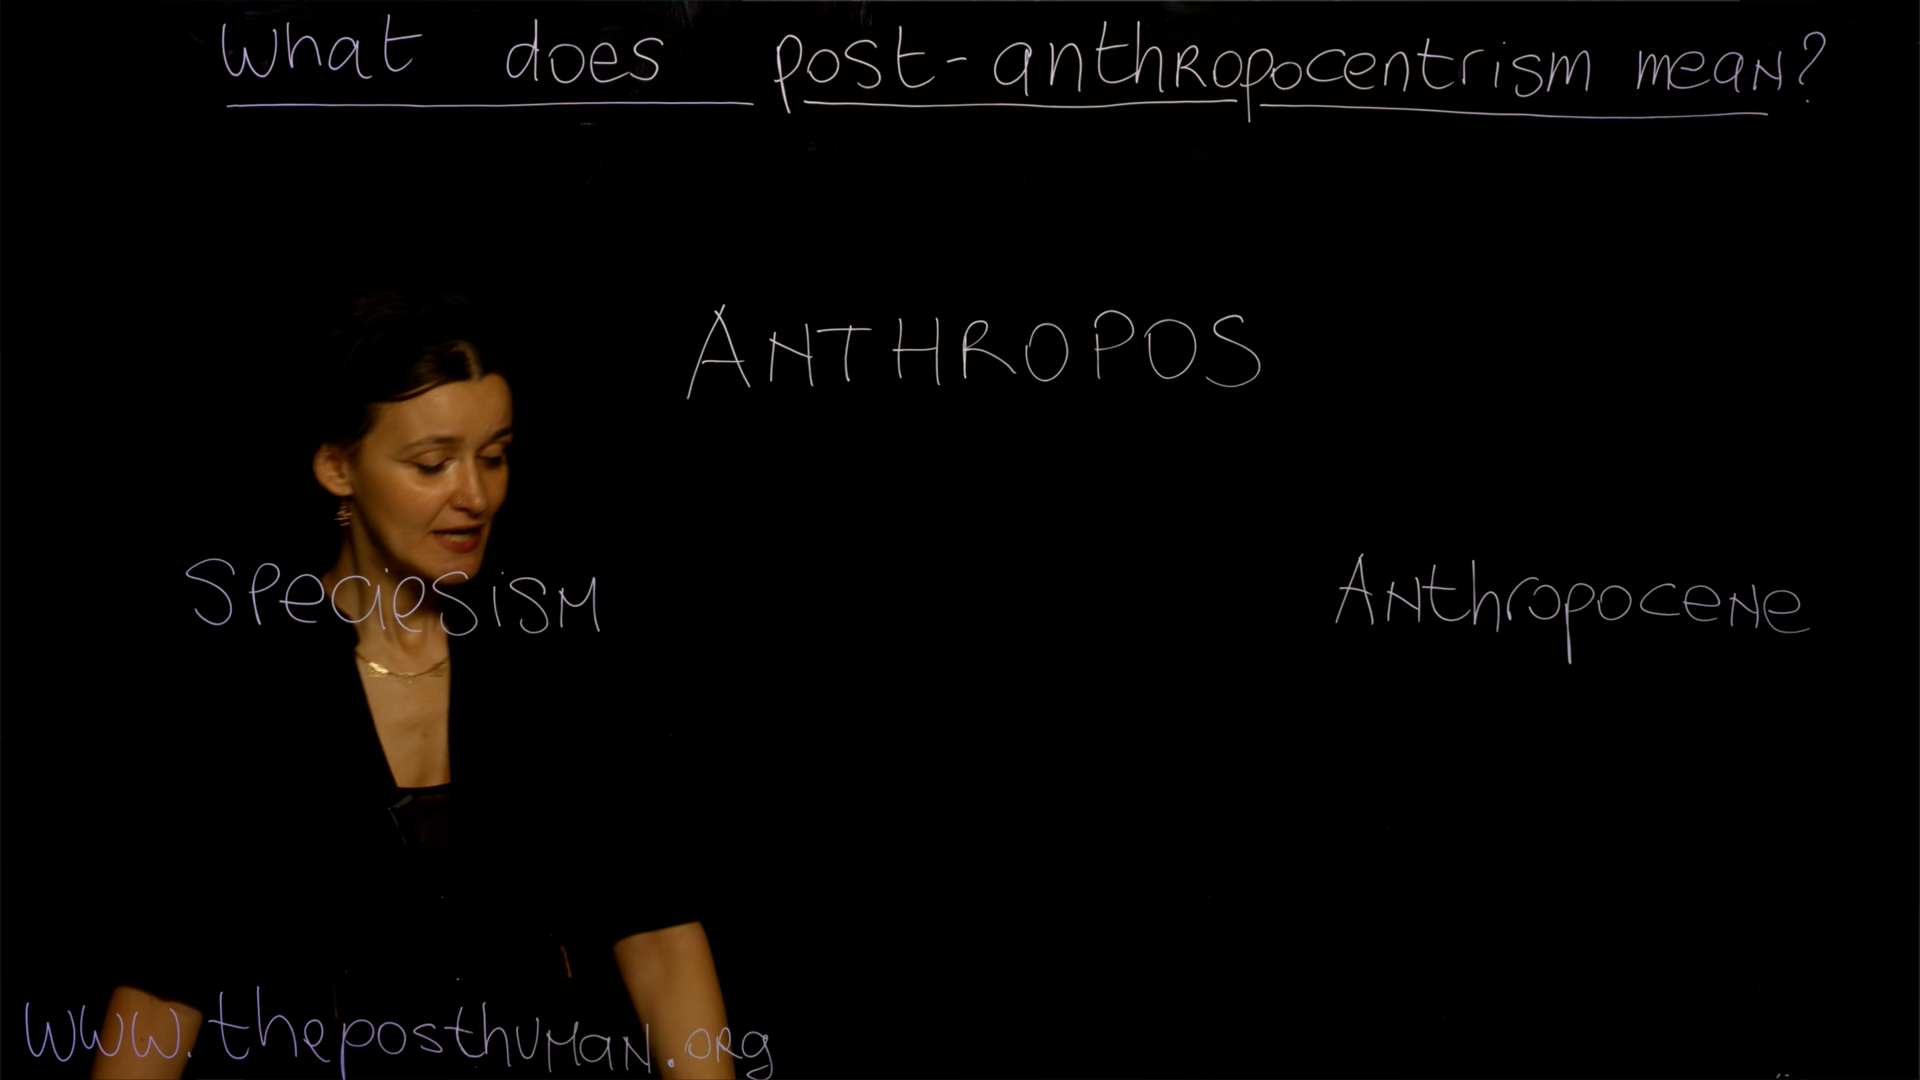 What does post-anthropocentrism mean?
ANTHROPOS
Speciesism
Anthropocene
www.theposthuman.org